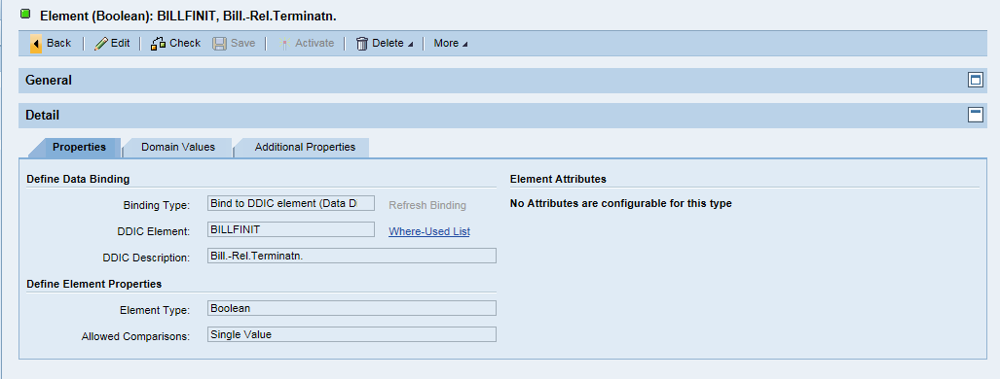 Element (Boolean): BILLFINIT, Bill.-Rel.Terminatn.
Back Edit Check Save Activate Delete More
General
Detail
Properties Domain Values Additional Properties
Define Data Binding
Binding Type: Bind to DDIC element (Data D Refresh Binding
DDIC Element: BILLFINIT Where-Used List
DDIC Description: Bill.-Rel.Terminatn.
Define Element Properties
Element Type: Boolean
Allowed Comparisons: Single Value
Element Attributes
No Attributes are configurable for this type